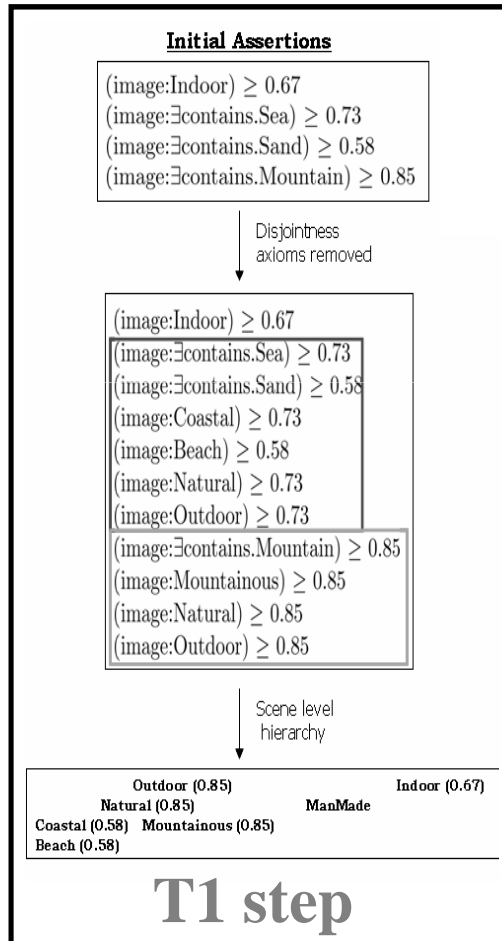 Initial Assertions
(image:Indoor) ≥ 0.67
(image:∃contains.Sea) ≥ 0.73
(image:∃contains.Sand) ≥ 0.58
(image:∃contains.Mountain) ≥ 0.85
Disjointness
axioms removed
(image:Indoor) ≥ 0.67
(image:∃contains.Sea) ≥ 0.73
(image:∃contains.Sand) ≥ 0.58
(image:Coastal) ≥ 0.73
(image:Beach) ≥ 0.58
(image:Natural) ≥ 0.73
(image:Outdoor) ≥ 0.73
(image:∃contains.Mountain) ≥ 0.85
(image:Mountainous) ≥ 0.85
(image:Natural) ≥ 0.85
(image:Outdoor) ≥ 0.85
Scene level
hierarchy
Outdoor (0.85) Indoor (0.67)
Natural (0.85) ManMade
Coastal (0.58) Mountainous (0.85)
Beach (0.58)
T1 step